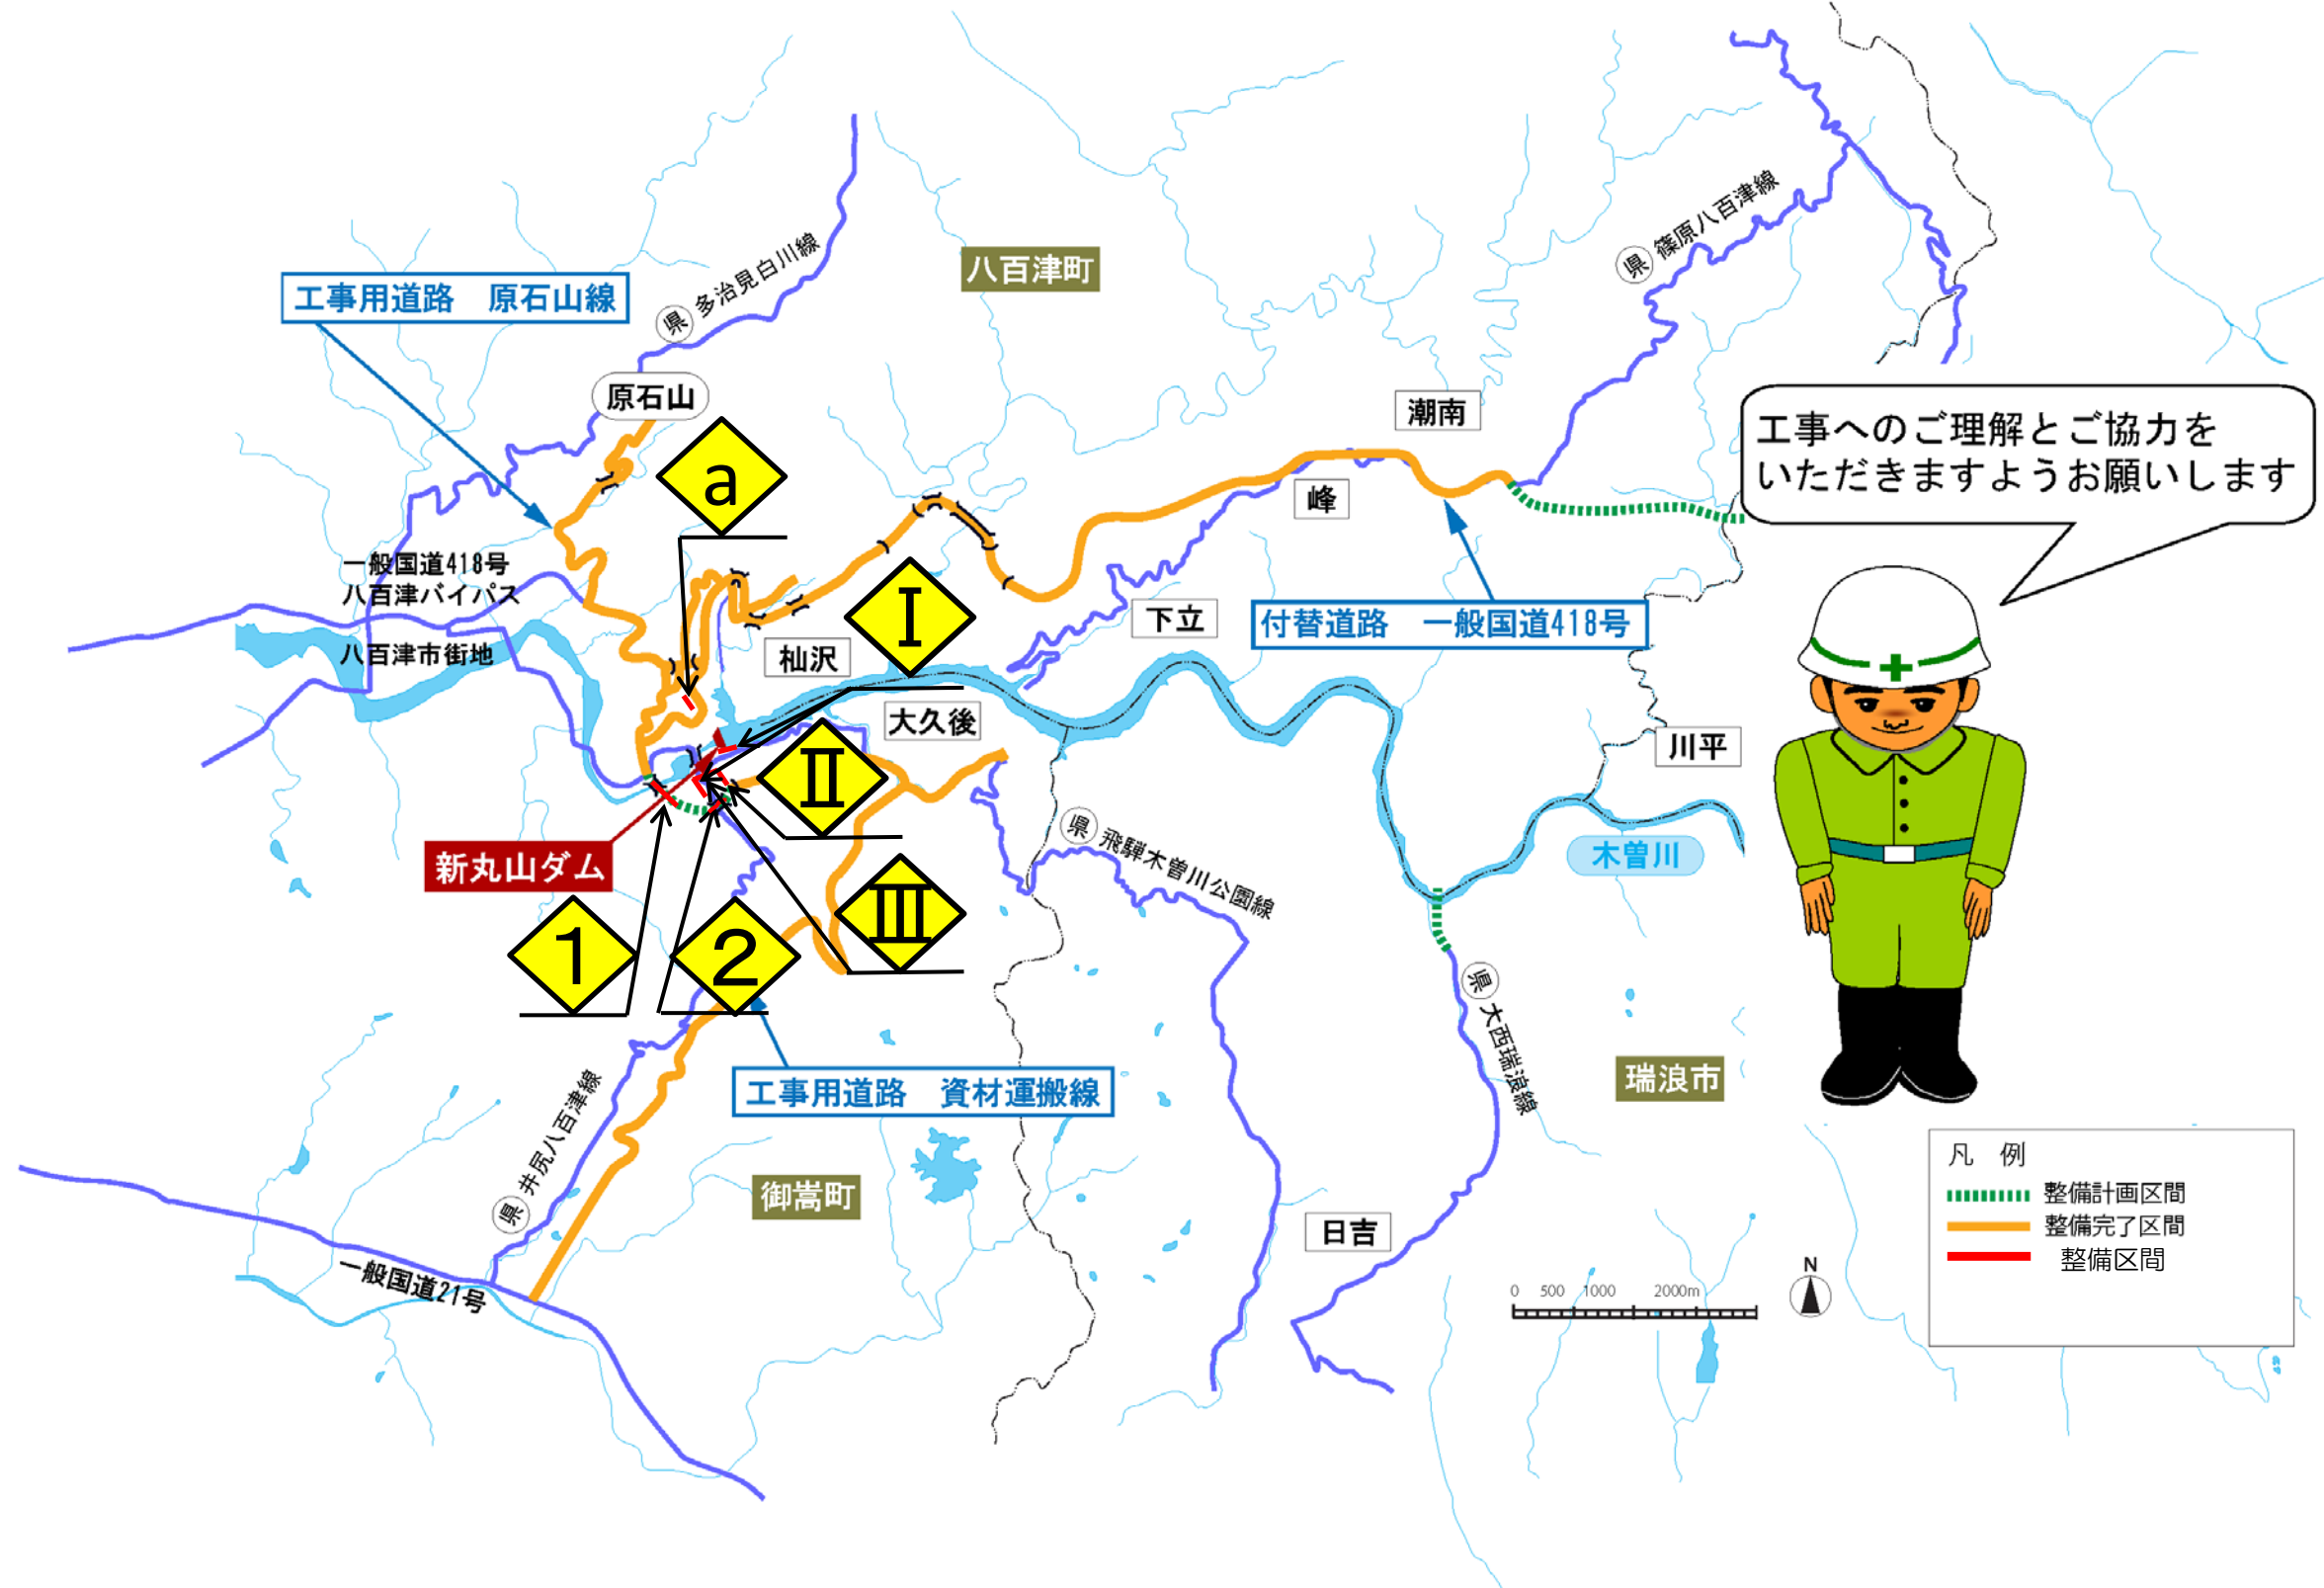 県 篠原八百津線
県 多治見白川線
八百津町
工事用道路　原石山線
原石山
潮南
工事へのご理解とご協力を
いただきますようお願いします
a
峰
一般国道418号
八百津バイパス
Ⅰ
下立
付替道路　一般国道418号
八百津市街地
杣沢
大久後
川平
Ⅱ
県 飛騨木曽川公園線
木曽川
新丸山ダム
Ⅲ
1
2
県 大西瑞浪線
瑞浪市
工事用道路　資材運搬線
県 井尻八百津線
御嵩町
日吉
一般国道21号
凡　例
整備計画区間
整備完了区間
整備区間
0 500 1000 2000m
N